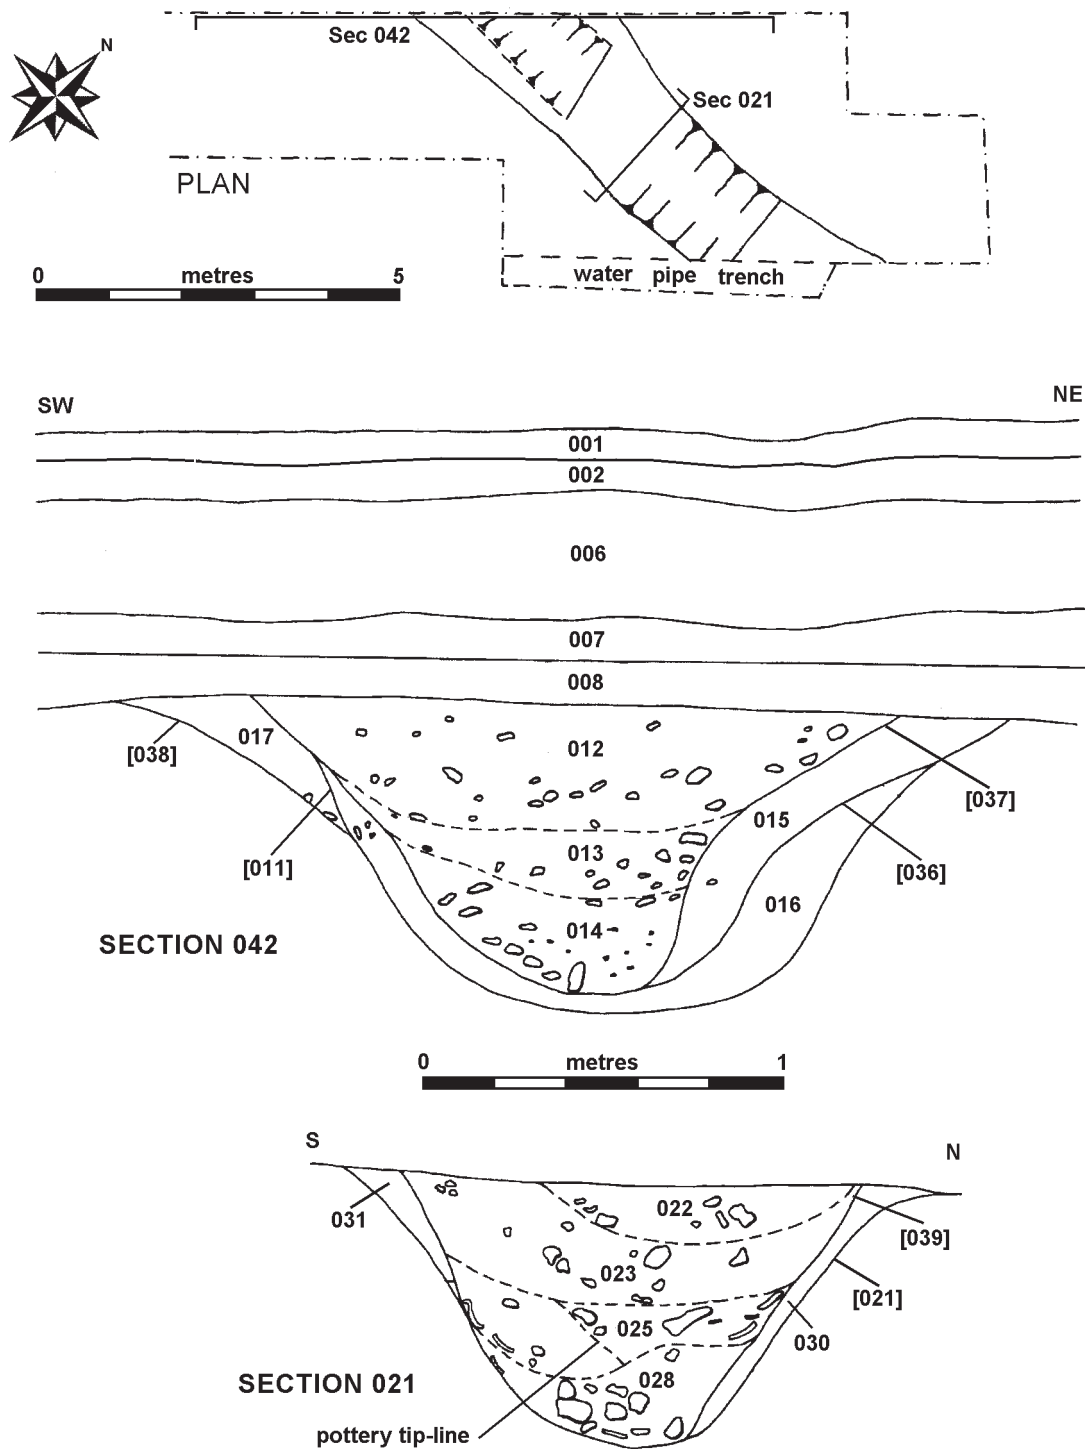 Sec 042
N
Sec 021
PLAN
0 metres 5
water pipe trench
SW
NE
001
002
006
007
008
[038]
017
012
[037]
015
[011]
013
[036]
016
014
SECTION 042
0 metres 1
S
N
031
022
[039]
023
[021]
025
030
028
SECTION 021
pottery tip-line